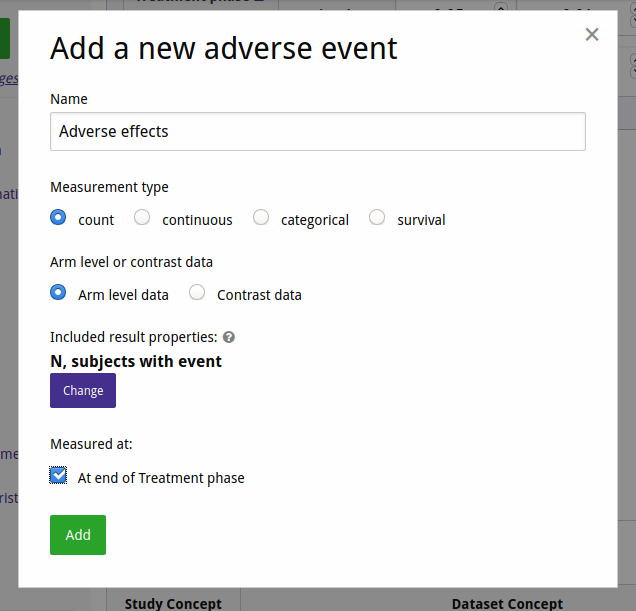 Add a new adverse event
×
Name
Adverse effects
Measurement type
count continuous categorical survival
Arm level or contrast data
Arm level data Contrast data
Included result properties: ?
N, subjects with event
Change
Measured at:
At end of Treatment phase
Add
Study Concept Dataset Concept